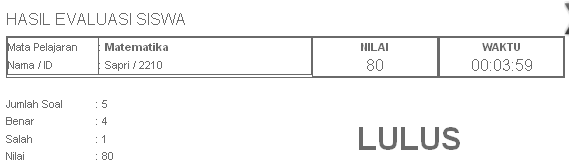 HASIL EVALUASI SISWA
Mata Pelajaran : Matematika NILAI WAKTU
Nama / ID : Sapri / 2210 80 00:03:59
Jumlah Soal : 5
Benar : 4
Salah : 1
Nilai : 80
LULUS